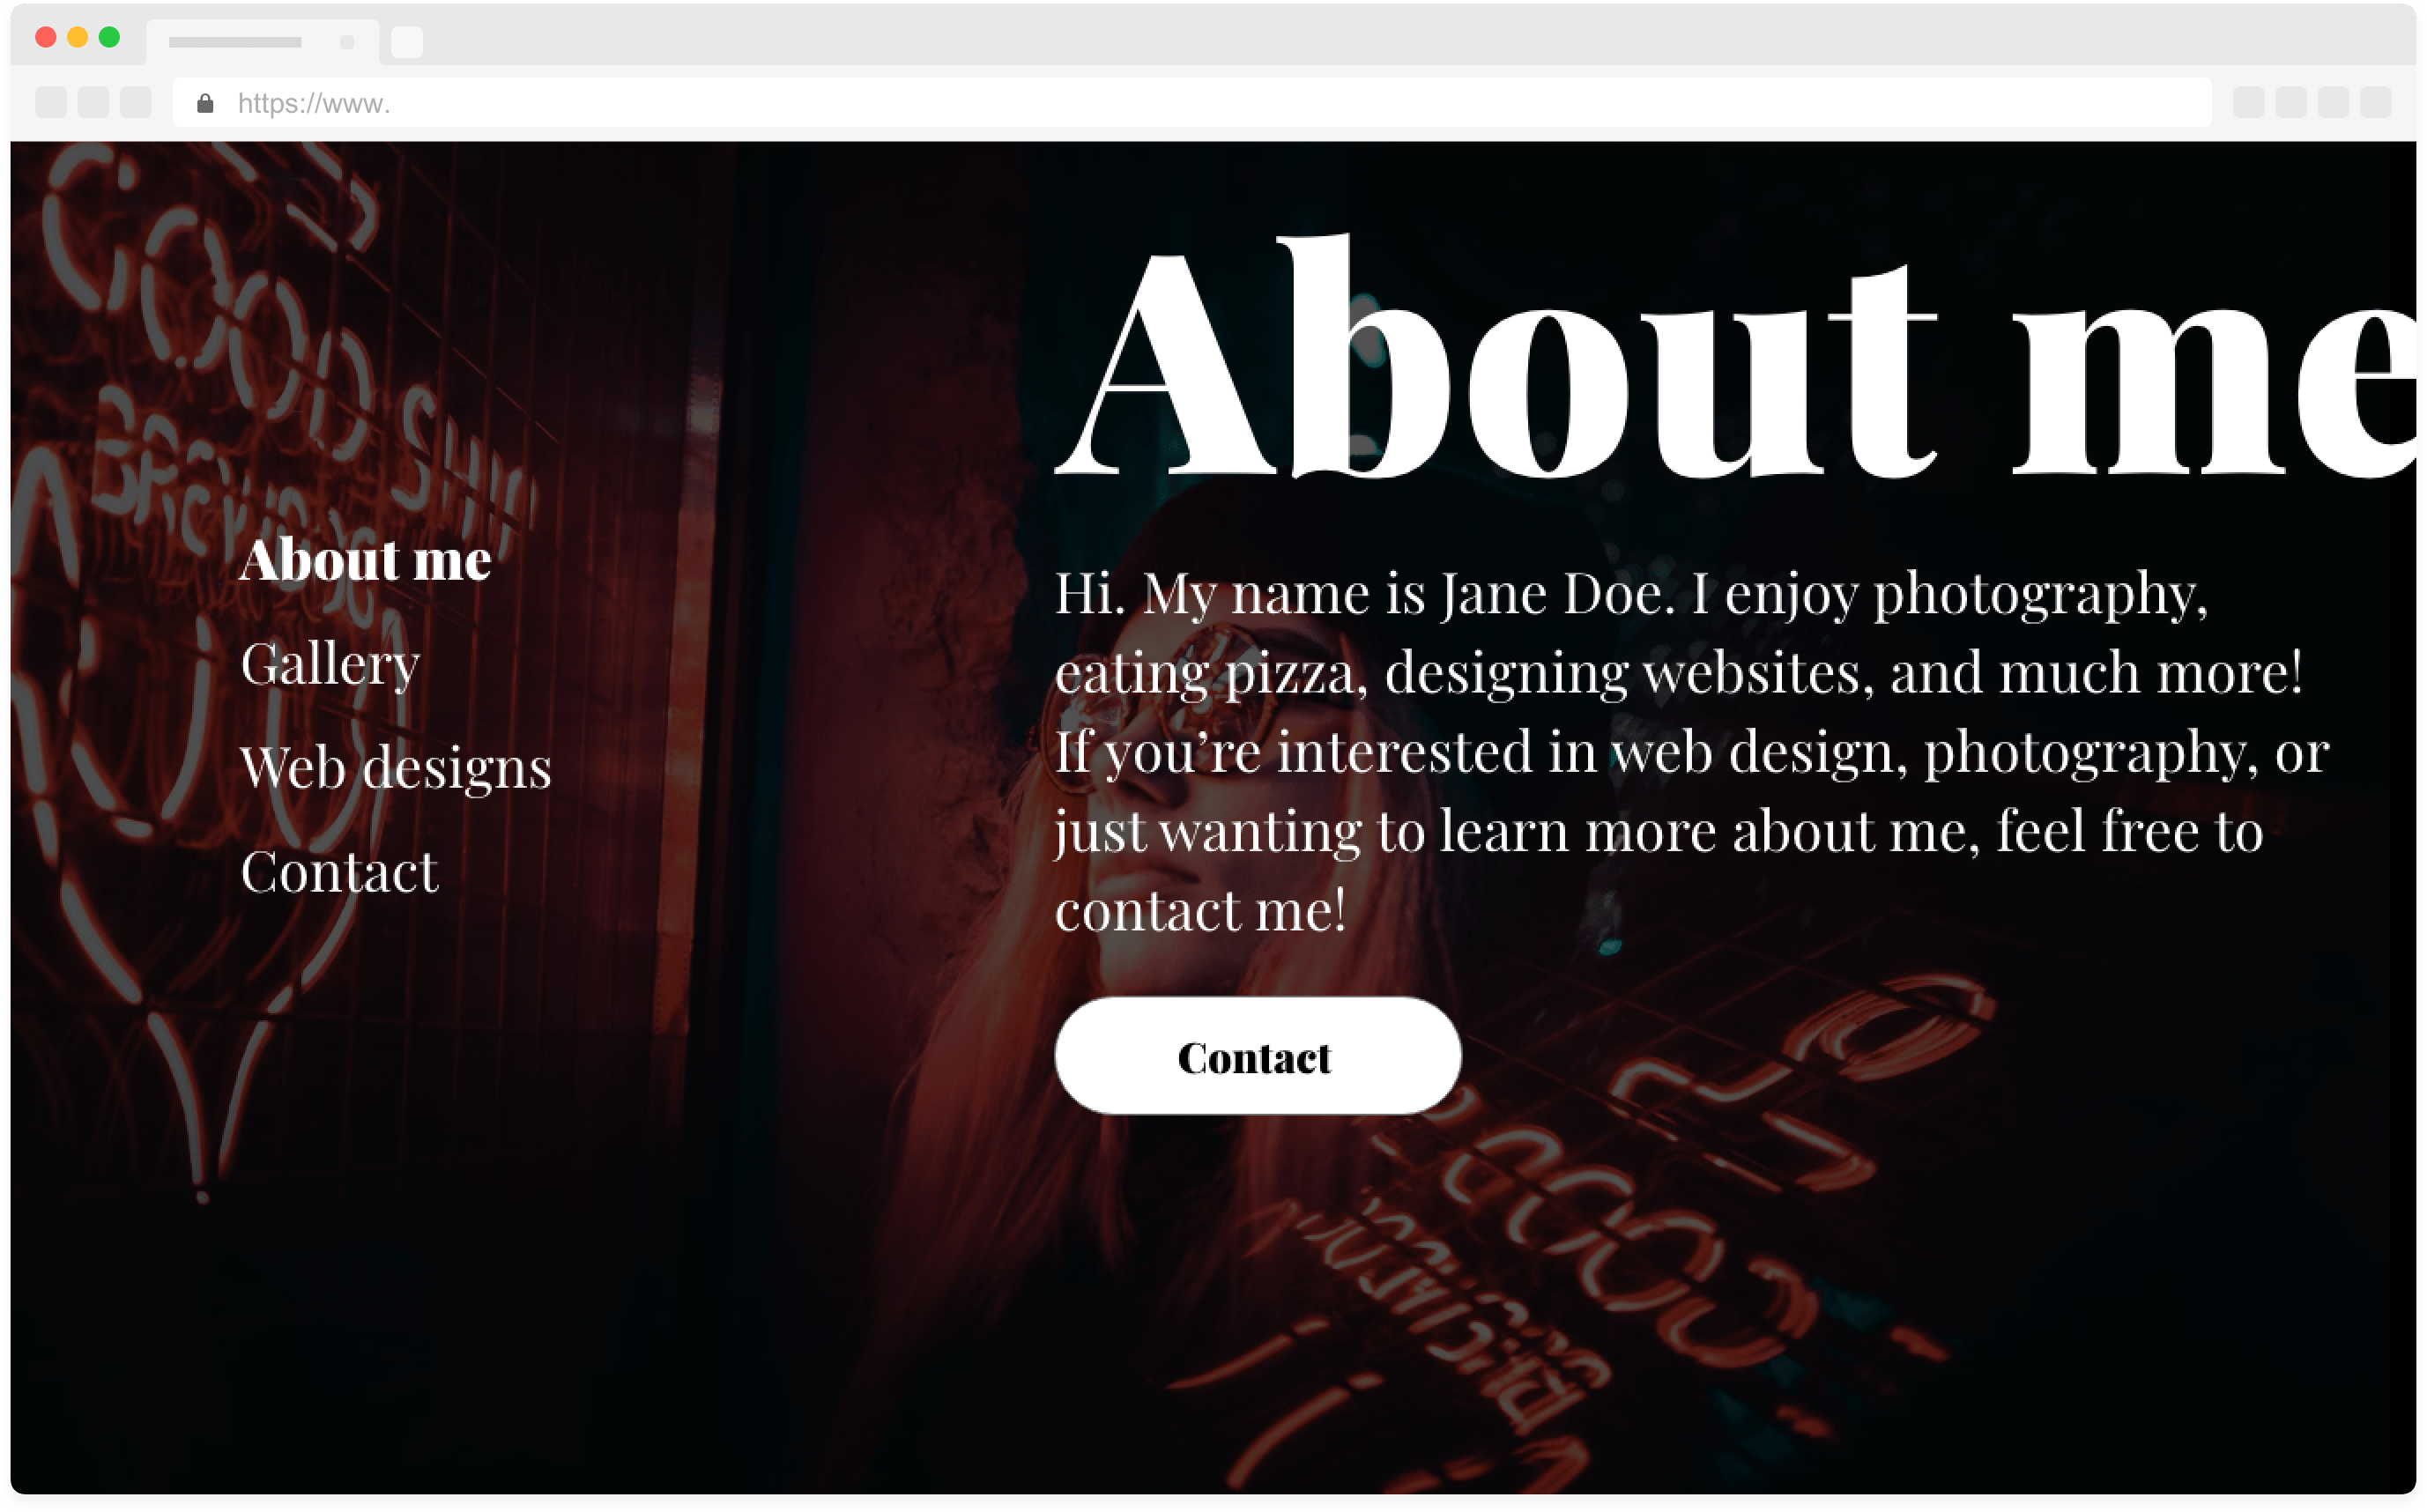 https://www.
GOOD SHIT
About me
About me
Gallery
Web designs
Contact
Hi. My name is Jane Doe. I enjoy photography,
eating pizza, designing websites, and much more!
If you’re interested in web design, photography, or
just wanting to learn more about me, feel free to
contact me!
Contact